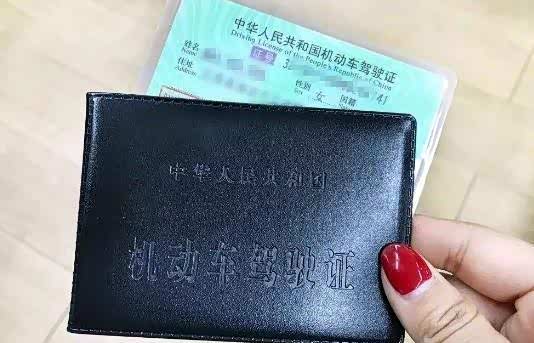 中华人民共和国机动车驾驶证
Driving License of the People's Republic of China
姓名
Name
证号
住址
Address
性别 女 国籍
Sex
中华人民共和国
机动车驾驶证